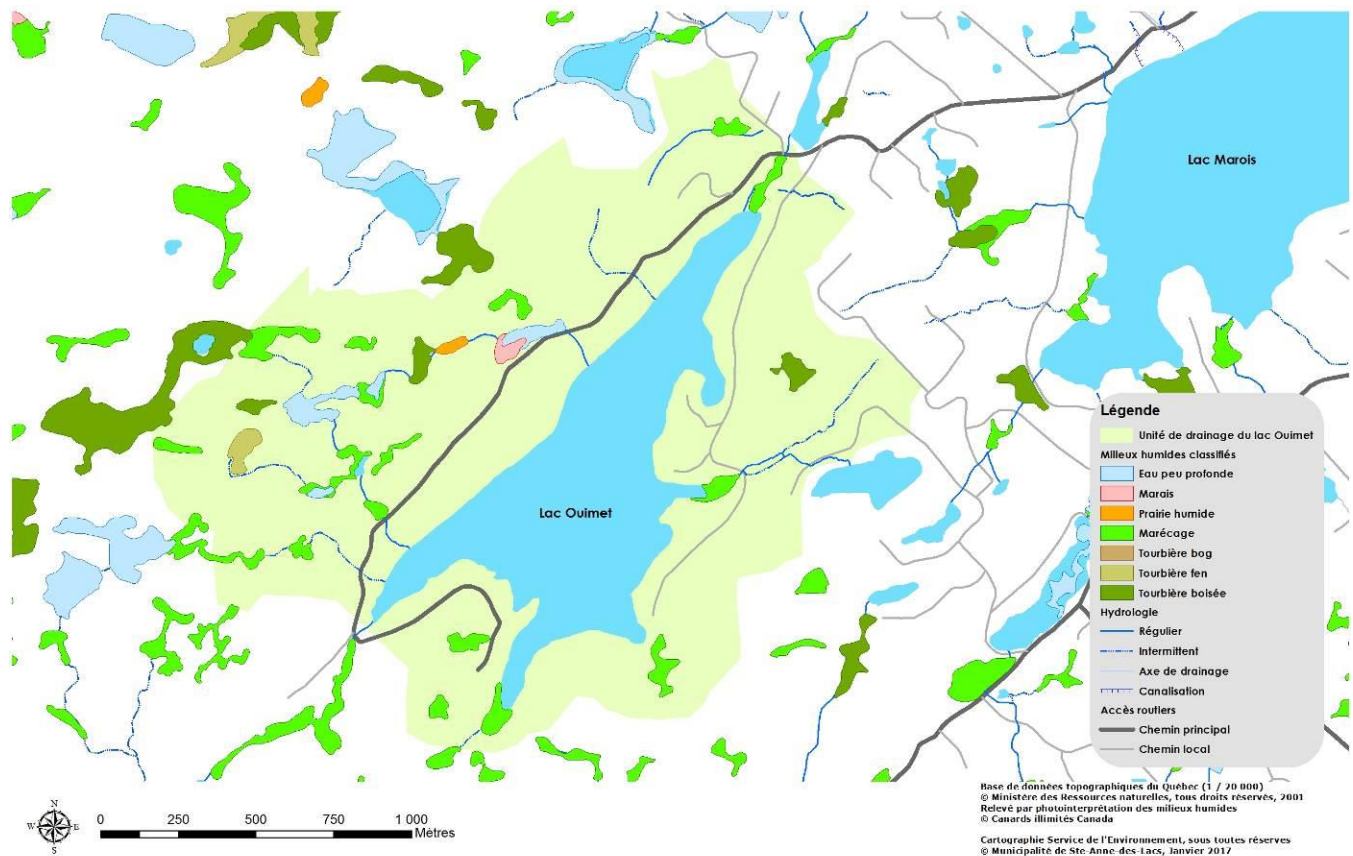 Lac Marois
Lac Ouimet
Légende
Unité de drainage du lac Ouimet
Milieux humides classifiés
Eau peu profonde
Marais
Prairie humide
Marécage
Tourbière bog
Tourbière fen
Tourbière boisée
Hydrologie
Régulier
Intermittent
Axe de drainage
Canalisation
Accès routiers
Chemin principal
Chemin local
N
W E
S
0 250 500 750 1 000
Mètres
Base de données topographiques du Québec (1 / 20 000)
© Ministère des Ressources naturelles, tous droits réservés, 2001
Relevé par photointerprétation des milieux humides
© Canards illimités Canada
Cartographie Service de l'Environnement, sous toutes réserves
© Municipalité de Ste-Anne-des-Lacs, Janvier 2017